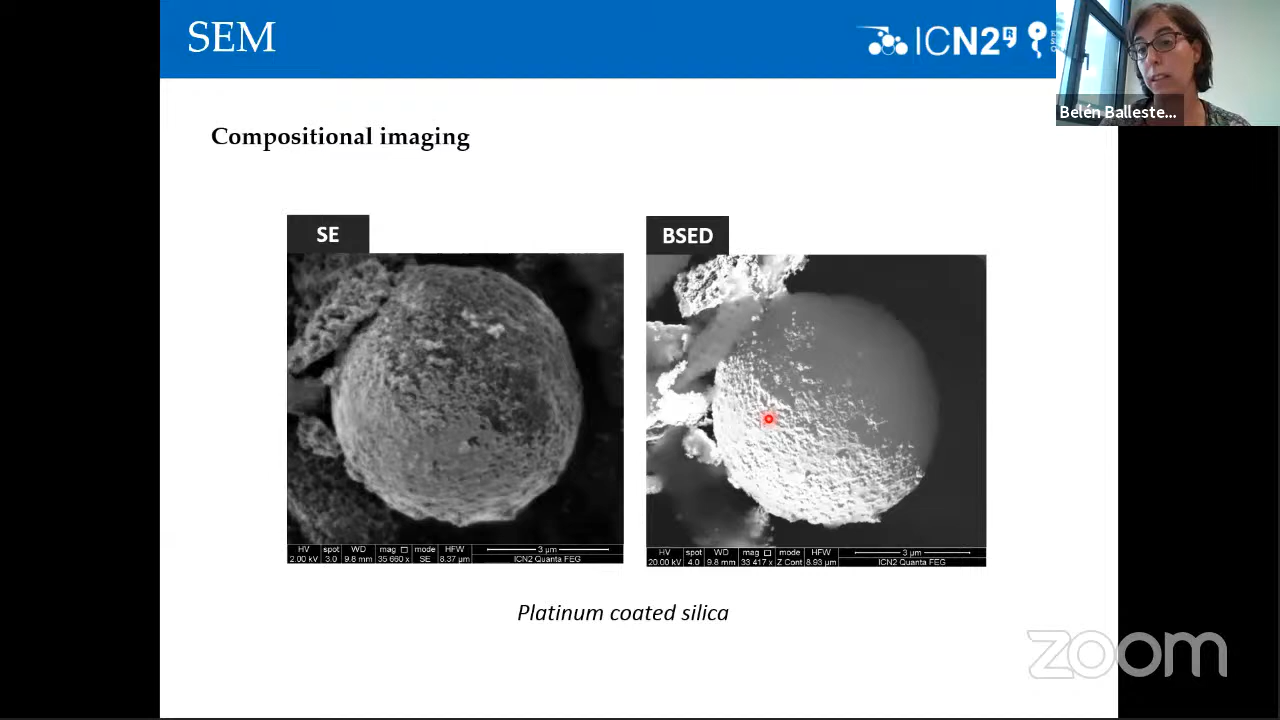 SEM
ICN2R
Belén Balleste...
Compositional imaging
SE
BSED
HV spot WD mag mode HFW 3 µm
2.00 kV 3.0 9.8 mm 35 660 x SE 8.37 µm ICN2 Quanta FEG
HV spot WD mag mode HFW 3 µm
20.00 kV 4.0 9.8 mm 33 417 x Z Cont 8.93 µm ICN2 Quanta FEG
Platinum coated silica
zoom